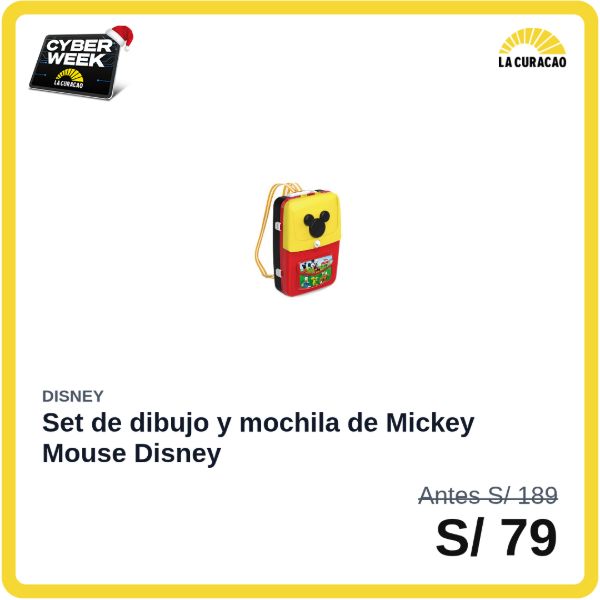 CYBER
WEEK
LA CURACAO
LA CURACAO
DISNEY
Set de dibujo y mochila de Mickey
Mouse Disney
Antes S/ 189
S/ 79